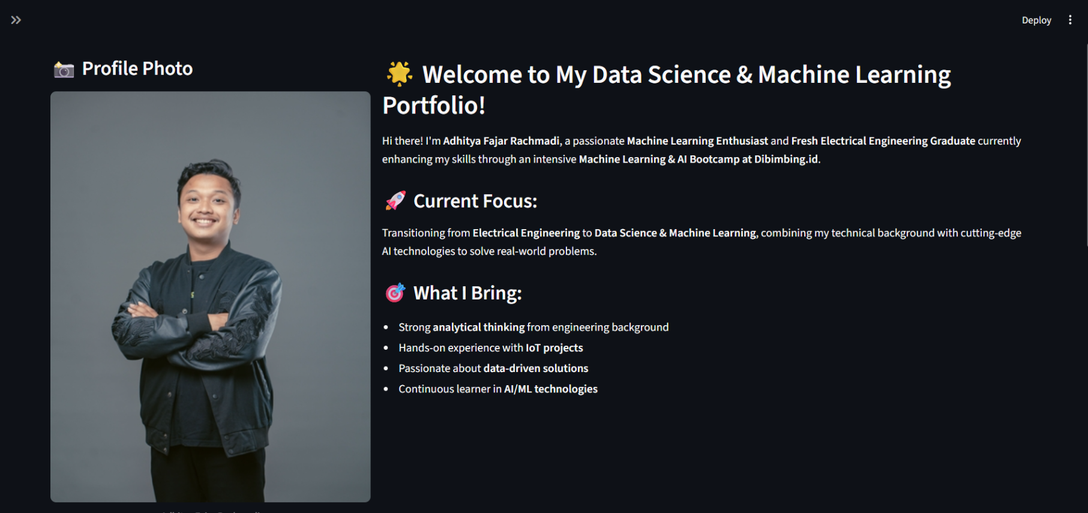 Deploy
Profile Photo
Welcome to My Data Science & Machine Learning
Portfolio!
Hi there! I'm Adhitya Fajar Rachmadi, a passionate Machine Learning Enthusiast and Fresh Electrical Engineering Graduate currently
enhancing my skills through an intensive Machine Learning & AI Bootcamp at Dibimbing.id.
Current Focus:
Transitioning from Electrical Engineering to Data Science & Machine Learning, combining my technical background with cutting-edge
AI technologies to solve real-world problems.
What I Bring:
• Strong analytical thinking from engineering background
• Hands-on experience with IoT projects
• Passionate about data-driven solutions
• Continuous learner in AI/ML technologies